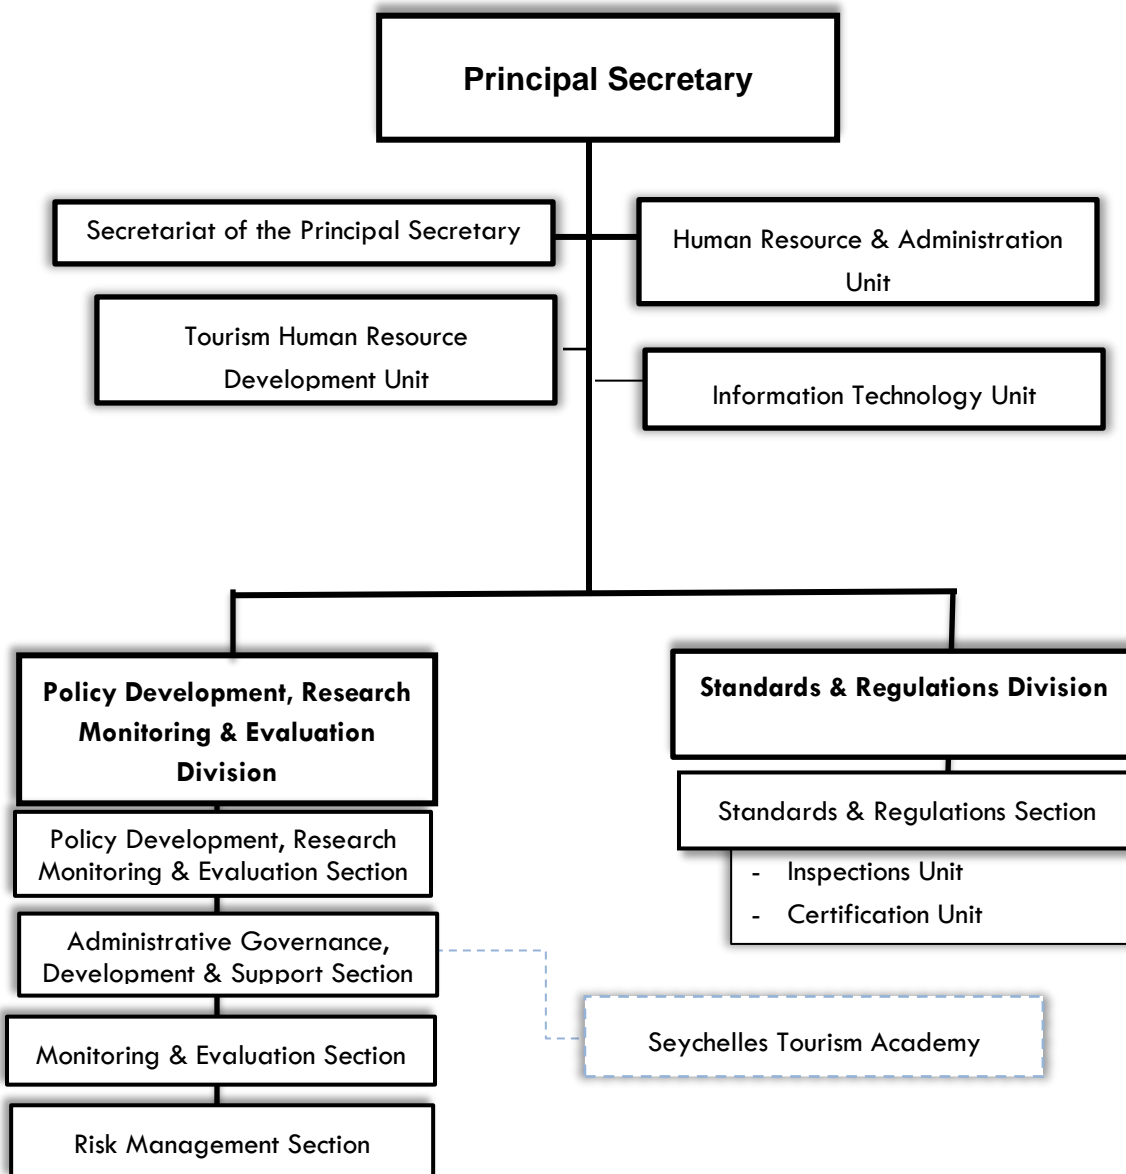 Principal Secretary
Secretariat of the Principal Secretary
Human Resource & Administration
Unit
Tourism Human Resource
Development Unit
Information Technology Unit
Policy Development, Research
Monitoring & Evaluation
Division
Standards & Regulations Division
Policy Development, Research
Monitoring & Evaluation Section
Standards & Regulations Section
- Inspections Unit
- Certification Unit
Administrative Governance,
Development & Support Section
Seychelles Tourism Academy
Monitoring & Evaluation Section
Risk Management Section